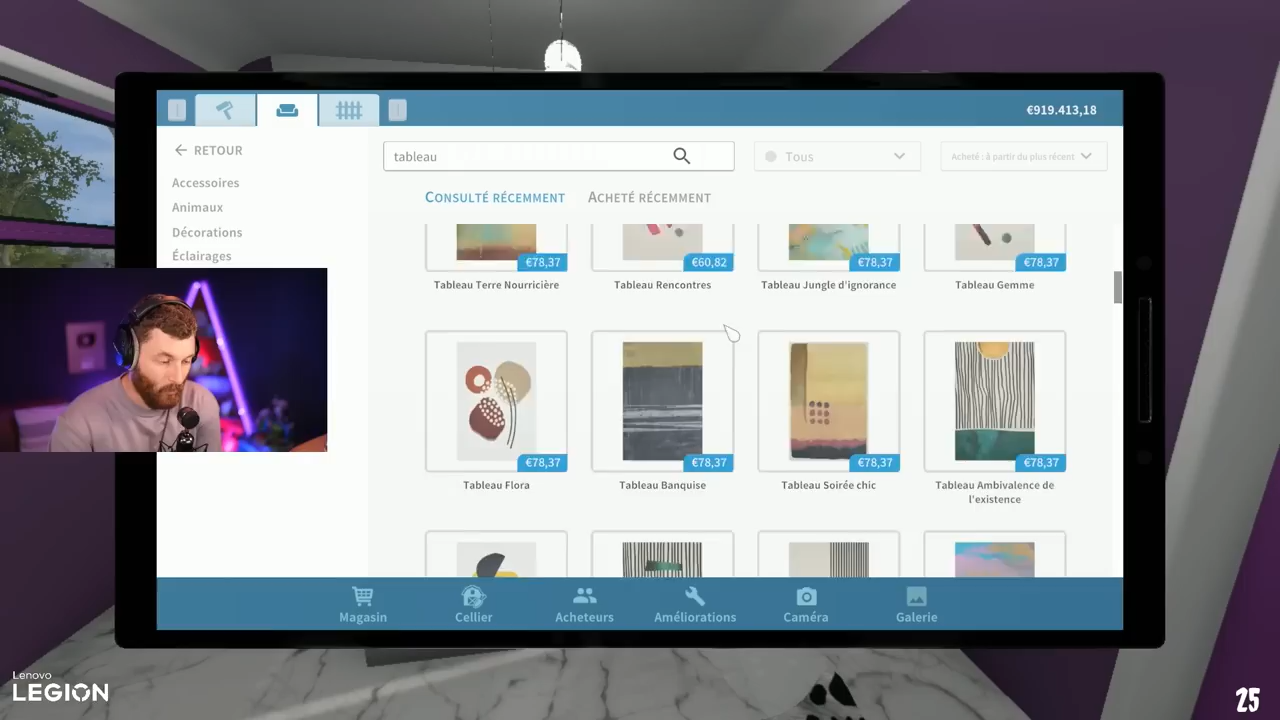 €919.413,18
RETOUR
tableau
Tous
Acheté : à partir du plus récent
Accessoires
Animaux
Décorations
Éclairages
CONSULTÉ RÉCEMMENT
ACHETÉ RÉCEMMENT
€78,37
€60,82
€78,37
€78,37
Tableau Terre Nourricière
Tableau Rencontres
Tableau Jungle d'ignorance
Tableau Gemme
€78,37
€78,37
€78,37
€78,37
Tableau Flora
Tableau Banquise
Tableau Soirée chic
Tableau Ambivalence de
l'existence
Magasin
Cellier
Acheteurs
Améliorations
Caméra
Galerie
Lenovo
LEGION
25